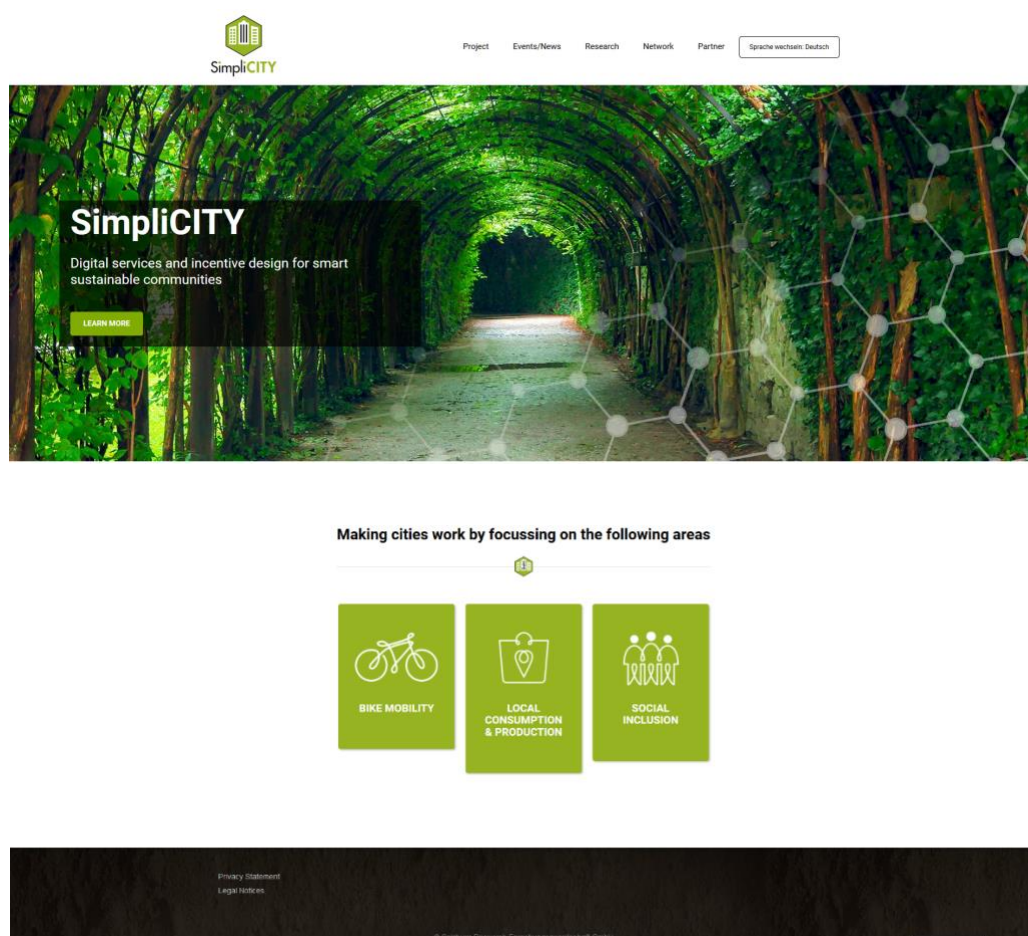 SimpliCITY
Project Events/News Research Network Partner Sprache wechseln: Deutsch
SimpliCITY
Digital services and incentive design for smart
sustainable communities
LEARN MORE
Making cities work by focussing on the following areas
BIKE MOBILITY
LOCAL
CONSUMPTION
& PRODUCTION
SOCIAL
INCLUSION
Privacy Statement
Legal Notices